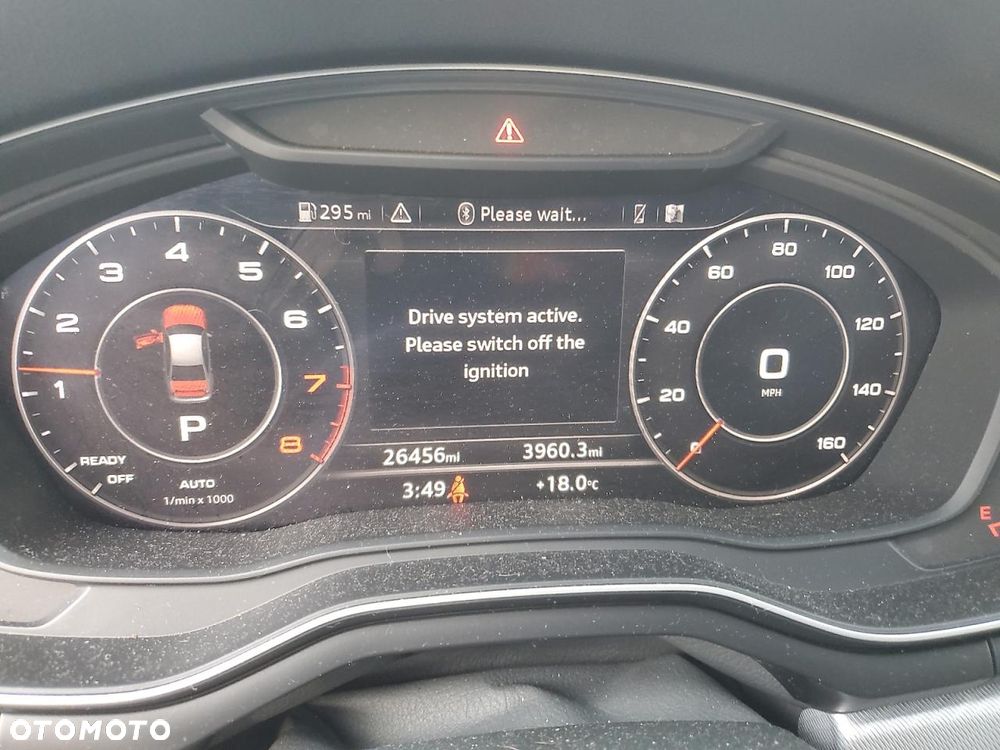 295 mi
Please wait...
3 4 5
2 6
1 7
8
P
READY
OFF
AUTO
1/min x 1000
Drive system active.
Please switch off the
ignition
26456mi 3960.3mi
3:49 +18.0°C
60 80 100
40 120
20 140
0 160
0
MPH
E
OTOMOTO